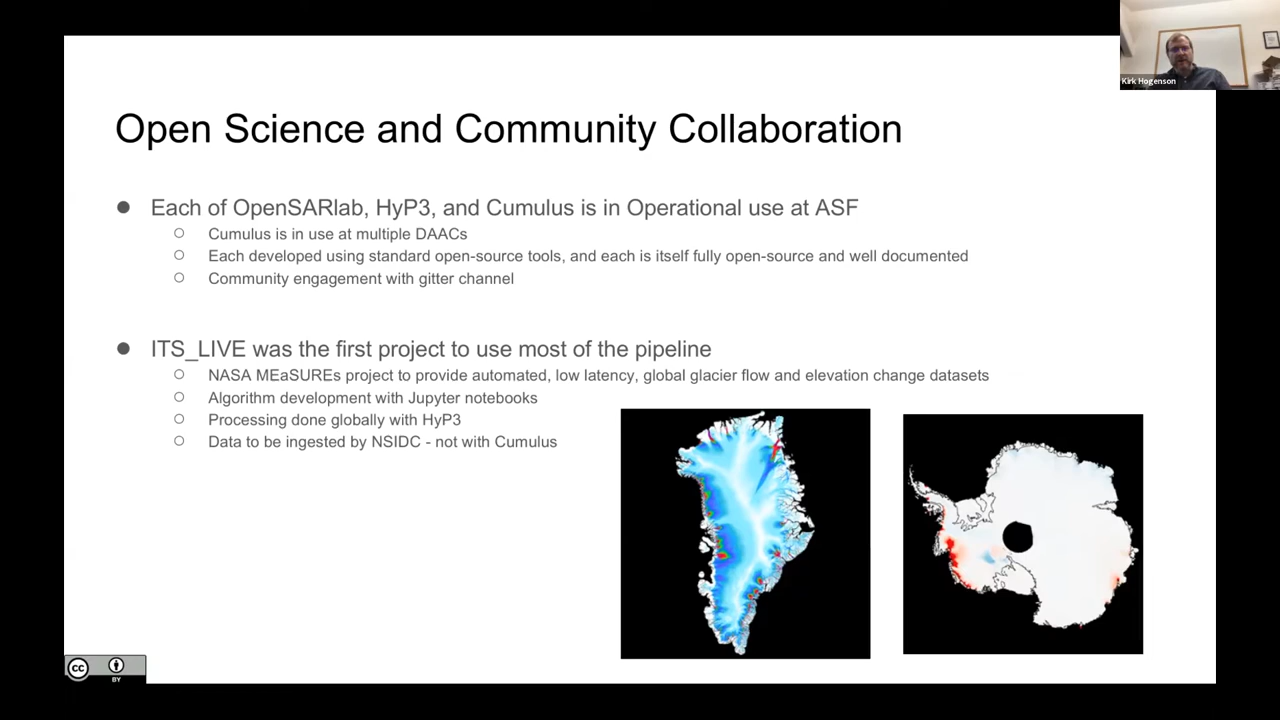 Kirk Hogenson
Open Science and Community Collaboration
● Each of OpenSARlab, HyP3, and Cumulus is in Operational use at ASF
○ Cumulus is in use at multiple DAACs
○ Each developed using standard open-source tools, and each is itself fully open-source and well documented
○ Community engagement with gitter channel
● ITS_LIVE was the first project to use most of the pipeline
○ NASA MEaSUREs project to provide automated, low latency, global glacier flow and elevation change datasets
○ Algorithm development with Jupyter notebooks
○ Processing done globally with HyP3
○ Data to be ingested by NSIDC - not with Cumulus
cc
BY